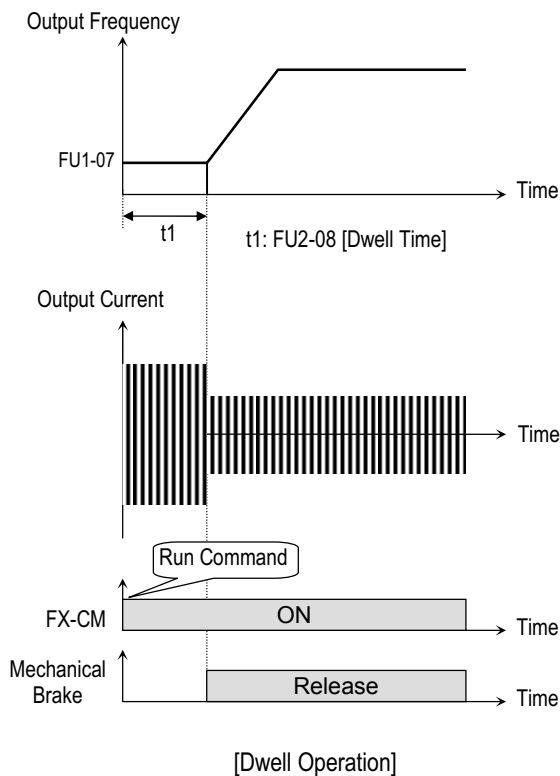 Output Frequency
FU1-07
Time
t1
t1: FU2-08 [Dwell Time]
Output Current
Time
Run Command
FX-CM
ON
Time
Mechanical
Brake
Release
Time
[Dwell Operation]